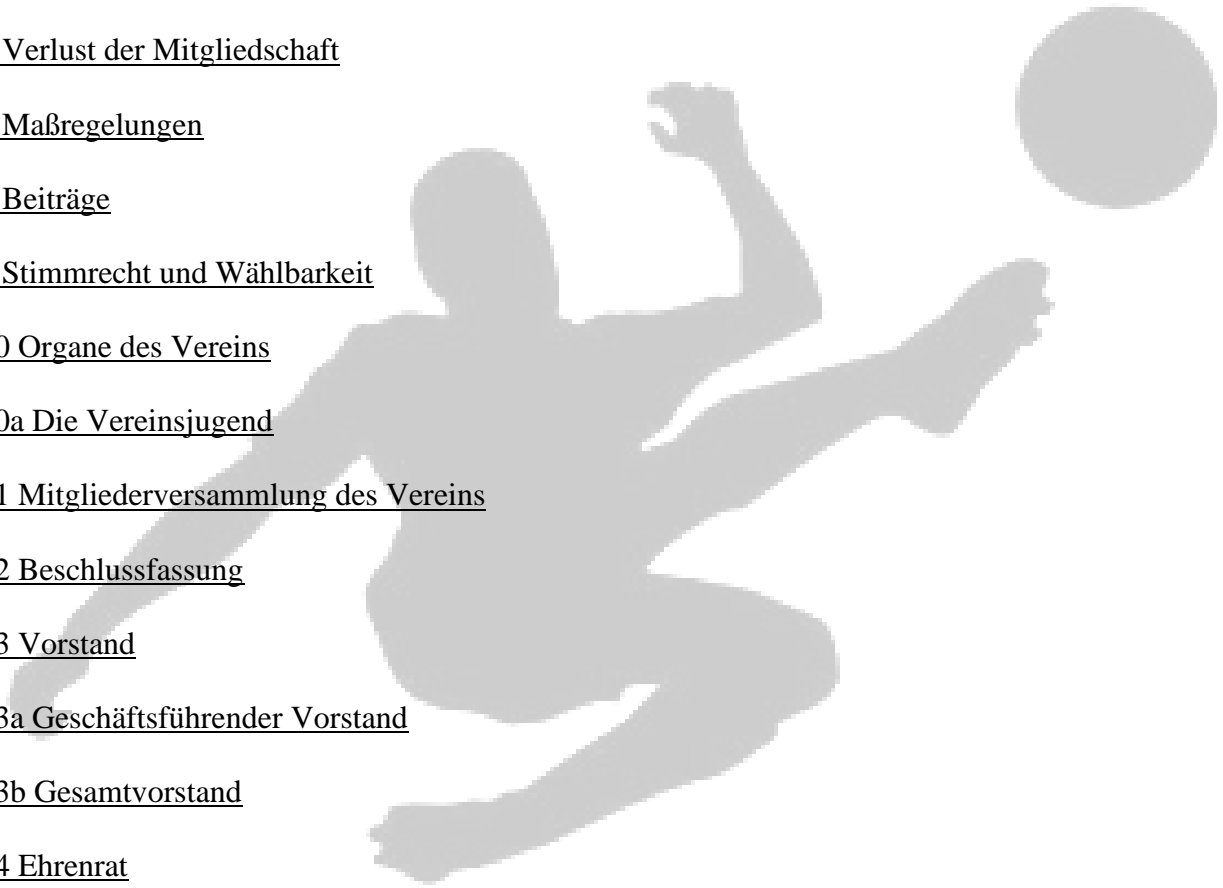 Verlust der Mitgliedschaft
Maßregelungen
Beiträge
Stimmrecht und Wählbarkeit
0 Organe des Vereins
0a Die Vereinsjugend
1 Mitgliederversammlung des Vereins
2 Beschlussfassung
3 Vorstand
3a Geschäftsführender Vorstand
3b Gesamtvorstand
4 Ehrenrat